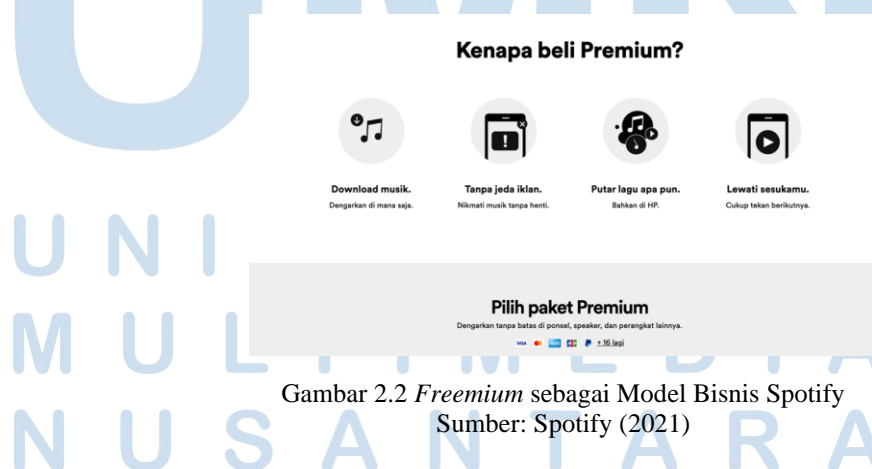 Kenapa beli Premium?
Download musik.
Dengarkan di mana saja.
Tanpa jeda iklan.
Nikmati musik tanpa henti.
Putar lagu apa pun.
Bahkan di HP.
Lewati sesukamu.
Cukup tekan berikutnya.
Pilih paket Premium
Dengarkan tanpa batas di ponsel, speaker, dan perangkat lainnya.
VISA + 16 lagi
Gambar 2.2 Freemium sebagai Model Bisnis Spotify
Sumber: Spotify (2021)
U N I
M U L T I M E D I A
N U S A N T A R A